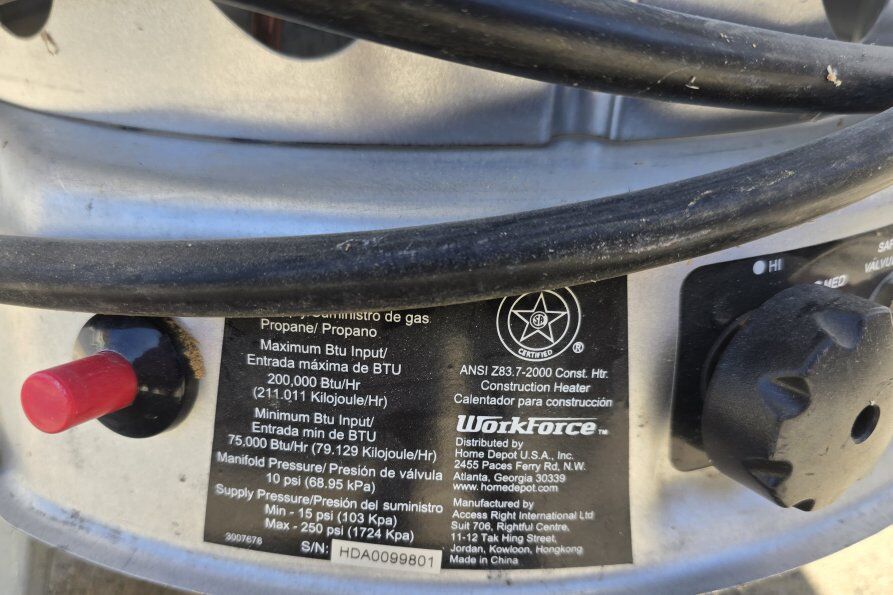 Suministro de gas
Propane/ Propano
Maximum Btu Input/
Entrada máxima de BTU
200,000 Btu/Hr
(211.011 Kilojoule/Hr)
Minimum Btu Input/
Entrada min de BTU
75,000 Btu/Hr (79.129 Kilojoule/Hr)
Manifold Pressure/Presión de válvula
10 psi (68.95 kPa)
Supply Pressure/Presión del suministro
Min - 15 psi (103 Kpa)
Max - 250 psi (1724 Kpa)
3007678
S/N: HDA0099801
CERTIFIED
®
ANSI Z83.7-2000 Const. Htr.
Construction Heater
Calentador para construcción
WORKFORCE™
Distributed by
Home Depot U.S.A., Inc.
2455 Paces Ferry Rd, N.W.
Atlanta, Georgia 30339
www.homedepot.com
Manufactured by
Access Right International Ltd
Suit 706, Rightful Centre,
11-12 Tak Hing Street,
Jordan, Kowloon, Hongkong
Made in China
HI
MED